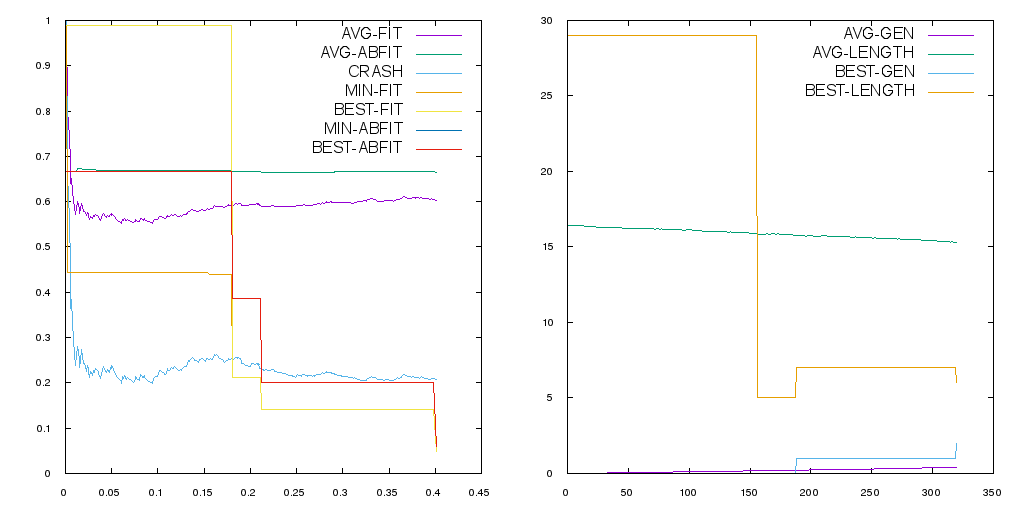 1
0.9
0.8
0.7
0.6
0.5
0.4
0.3
0.2
0.1
0
0 0.05 0.1 0.15 0.2 0.25 0.3 0.35 0.4 0.45
AVG-FIT
AVG-ABFIT
CRASH
MIN-FIT
BEST-FIT
MIN-ABFIT
BEST-ABFIT
30
25
20
15
10
5
0
0 50 100 150 200 250 300 350
AVG-GEN
AVG-LENGTH
BEST-GEN
BEST-LENGTH